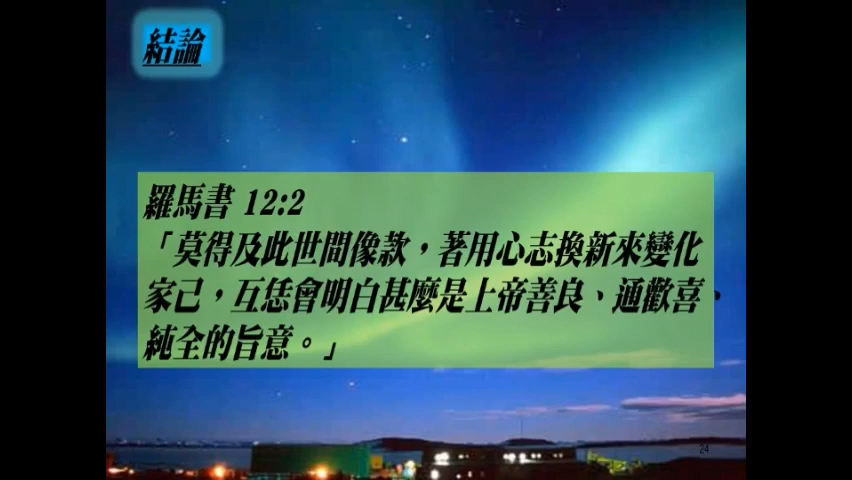 結論
羅馬書 12:2
「莫得及此世間像款，著用心志換新來變化
家己，互恁會明白甚麼是上帝善良、通歡喜、
純全的旨意。」
24